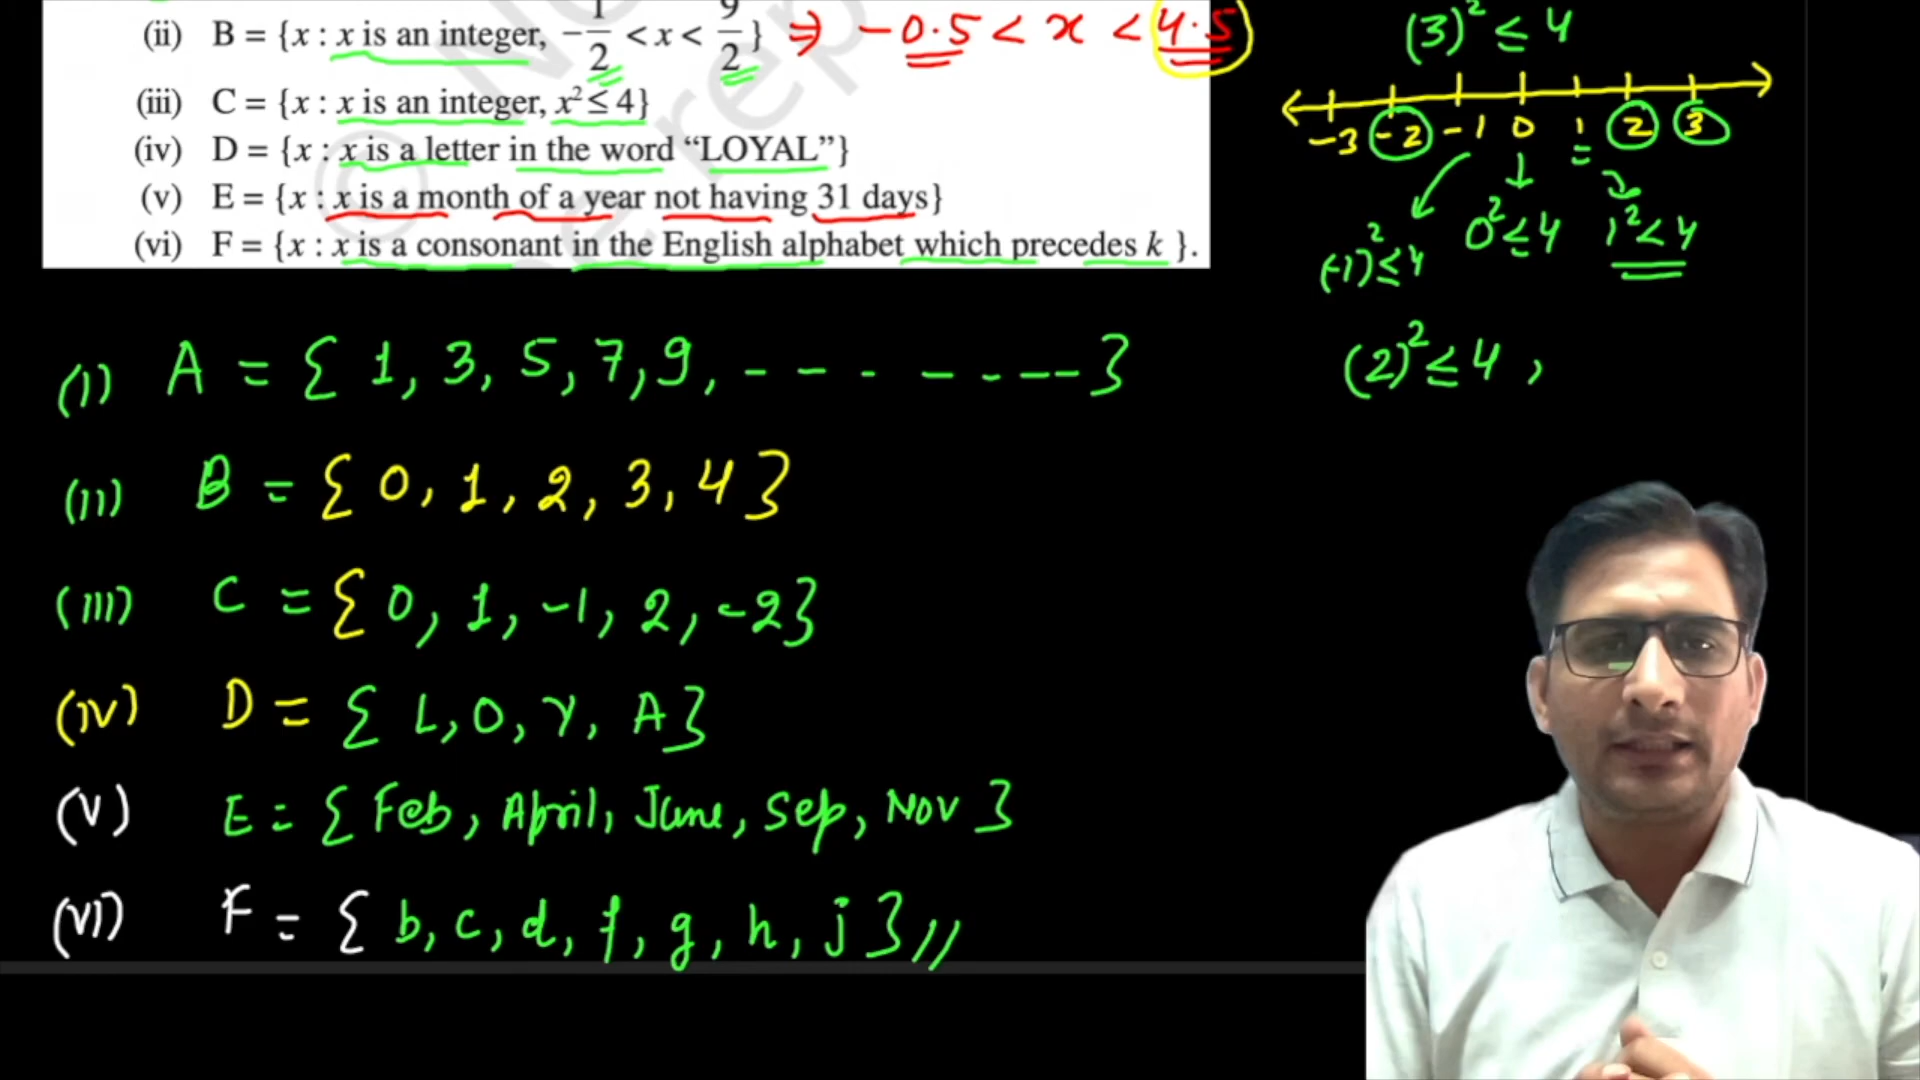 (ii) B = {x : x is an integer, −1/2 < x < 9/2} ⇒ -0.5 < x < 4.5
(iii) C = {x : x is an integer, x² ≤ 4}
(iv) D = {x : x is a letter in the word “LOYAL”}
(v) E = {x : x is a month of a year not having 31 days}
(vi) F = {x : x is a consonant in the English alphabet which precedes k }.
(3)² ≤ 4
-3 -2 -1 0 1 2 3
(-1)² ≤ 4 0² ≤ 4 1² < 4
(2)² ≤ 4 ,
(I) A = { 1, 3, 5, 7, 9, - - - - - - - }
(II) B = { 0, 1, 2, 3, 4 }
(III) C = { 0, 1, -1, 2, -2 }
(IV) D = { L, O, Y, A }
(V) E = { Feb, April, June, Sep, Nov }
(VI) F = { b, c, d, f, g, h, j } //